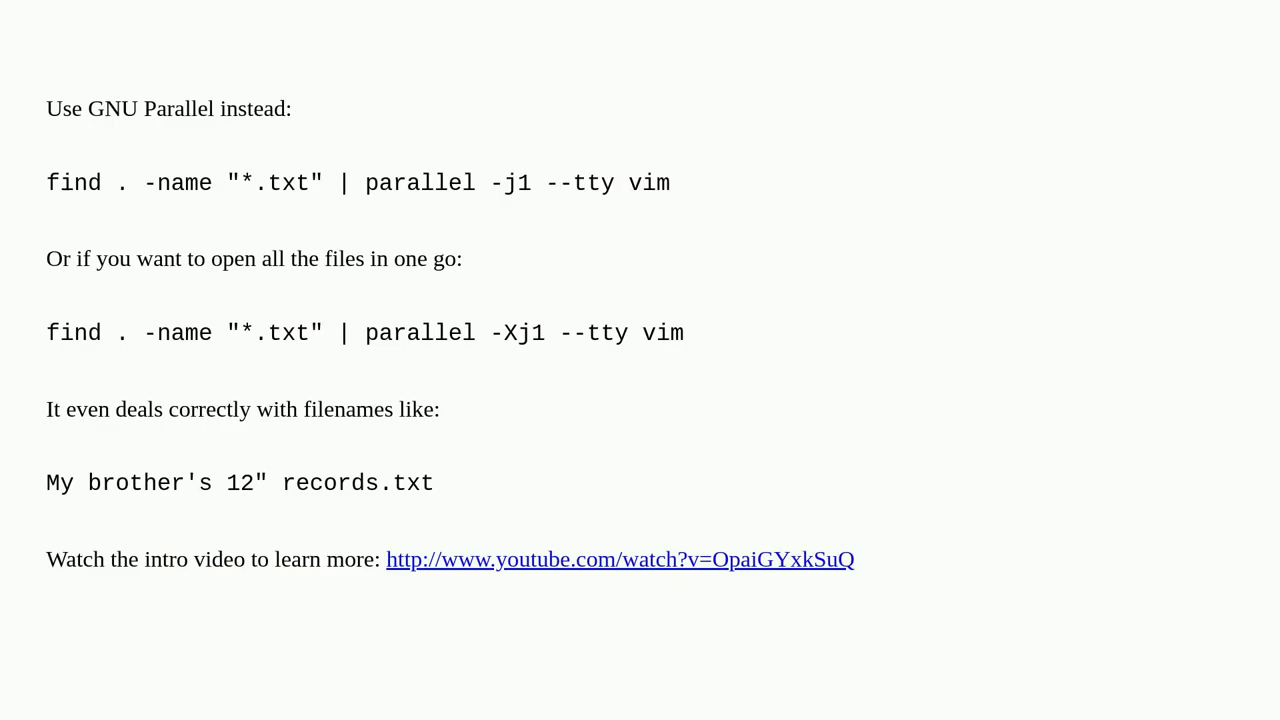 Use GNU Parallel instead:
find . -name "*.txt" | parallel -j1 --tty vim
Or if you want to open all the files in one go:
find . -name "*.txt" | parallel -Xj1 --tty vim
It even deals correctly with filenames like:
My brother's 12" records.txt
Watch the intro video to learn more: http://www.youtube.com/watch?v=OpaiGYxkSuQ